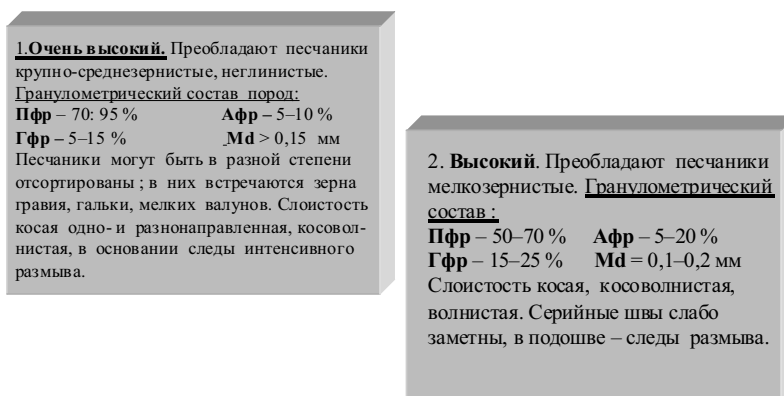 1.Очень высокий. Преобладают песчаники
крупно-среднезернистые, неглинистые.
Гранулометрический состав пород:
Пфр – 70: 95 % Афр – 5–10 %
Гфр – 5–15 % Md > 0,15 мм
Песчаники могут быть в разной степени
отсортированы ; в них встречаются зерна
гравия, гальки, мелких валунов. Слоистость
косая одно- и разнонаправленная, косовол-
нистая, в основании следы интенсивного
размыва.
2. Высокий. Преобладают песчаники
мелкозернистые. Гранулометрический
состав :
Пфр – 50–70 % Афр – 5–20 %
Гфр – 15–25 % Md = 0,1–0,2 мм
Слоистость косая, косоволнистая,
волнистая. Серийные швы слабо
заметны, в подошве – следы размыва.